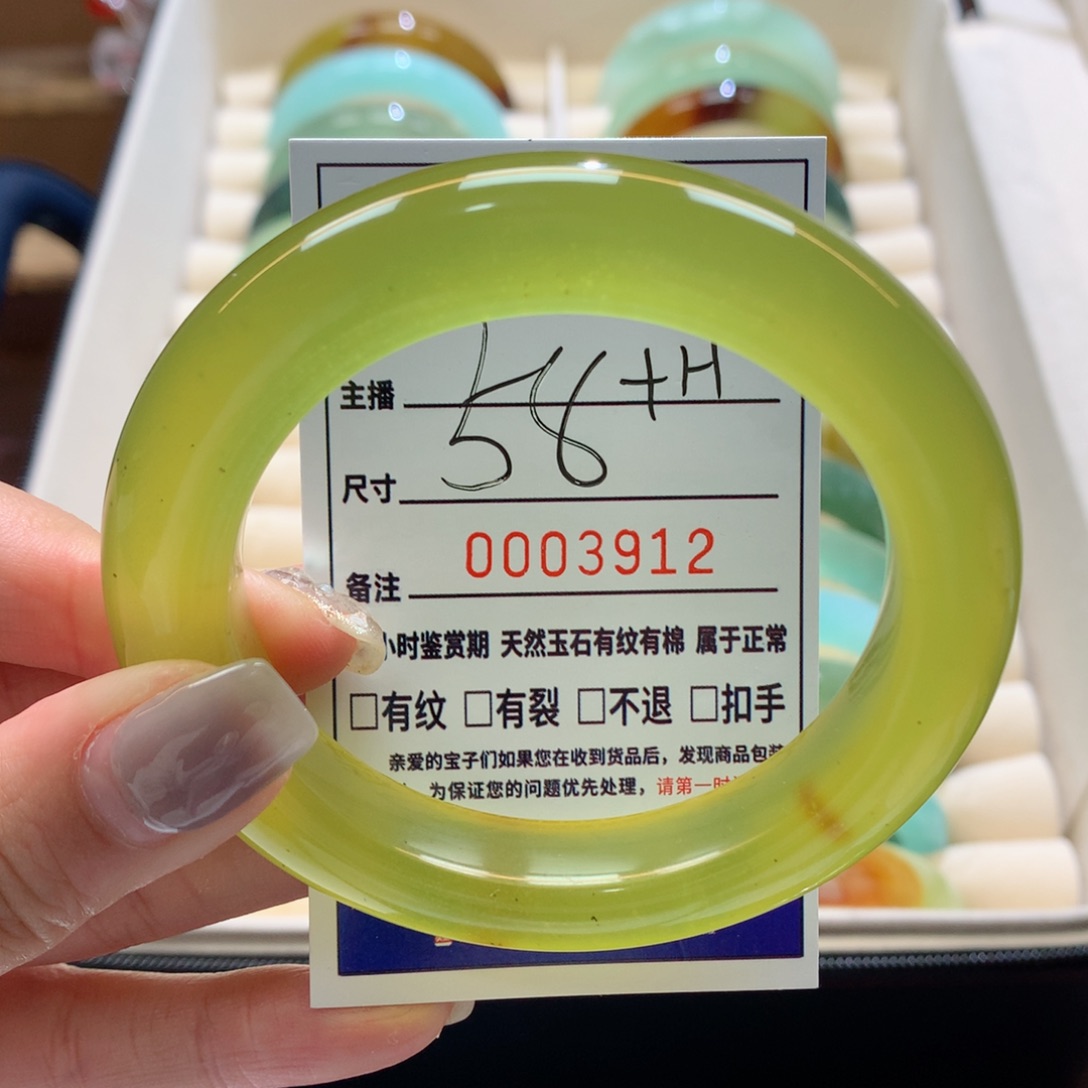 58+H
主播
尺寸
0003912
备注
小时鉴赏期 天然玉石有纹有棉 属于正常
□有纹 □有裂 □不退 □扣手
亲爱的宝子们如果您在收到货品后，发现商品包装
为保证您的问题优先处理，请第一时